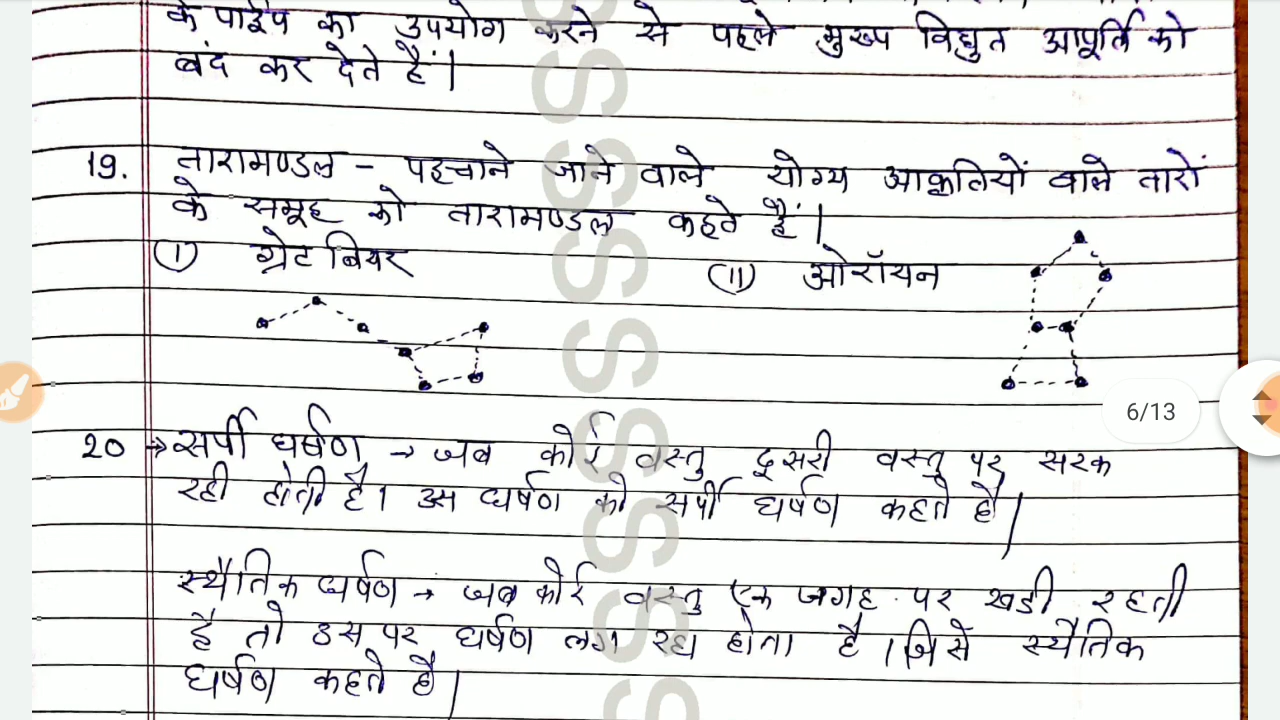 के पाईप का उपयोग करने से पहले मुख्य विद्युत आपूर्ति को
बंद कर देते हैं।
19. तारामण्डल - पहचाने जाने वाले योग्य आकृतियों वाले तारों
के समूह को तारामण्डल कहते हैं।
(I) ग्रेट बियर (II) ओरॉयन
6/13
20 → सर्पी घर्षण → जब कोई वस्तु दूसरी वस्तु पर सरक
रही होती है। उस घर्षण को सर्पी घर्षण कहते है।
स्थैतिक घर्षण → जब कोई वस्तु एक जगह पर खडी रहती
है तो उस पर घर्षण लग रहा होता है। जिसे स्थैतिक
घर्षण कहते है।
SSSSSSSS